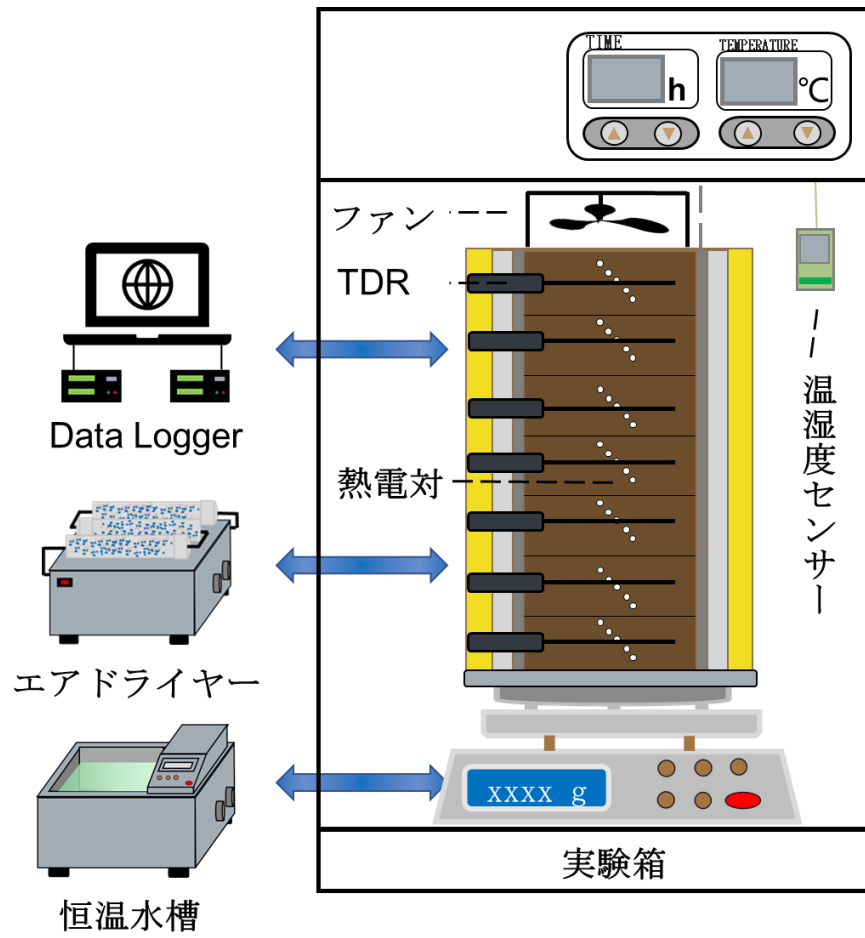 TIME
TEMPERATURE
h
℃
ファン
TDR
Data Logger
熱電対
温湿度センサー
エアドライヤー
xxxx g
実験箱
恒温水槽